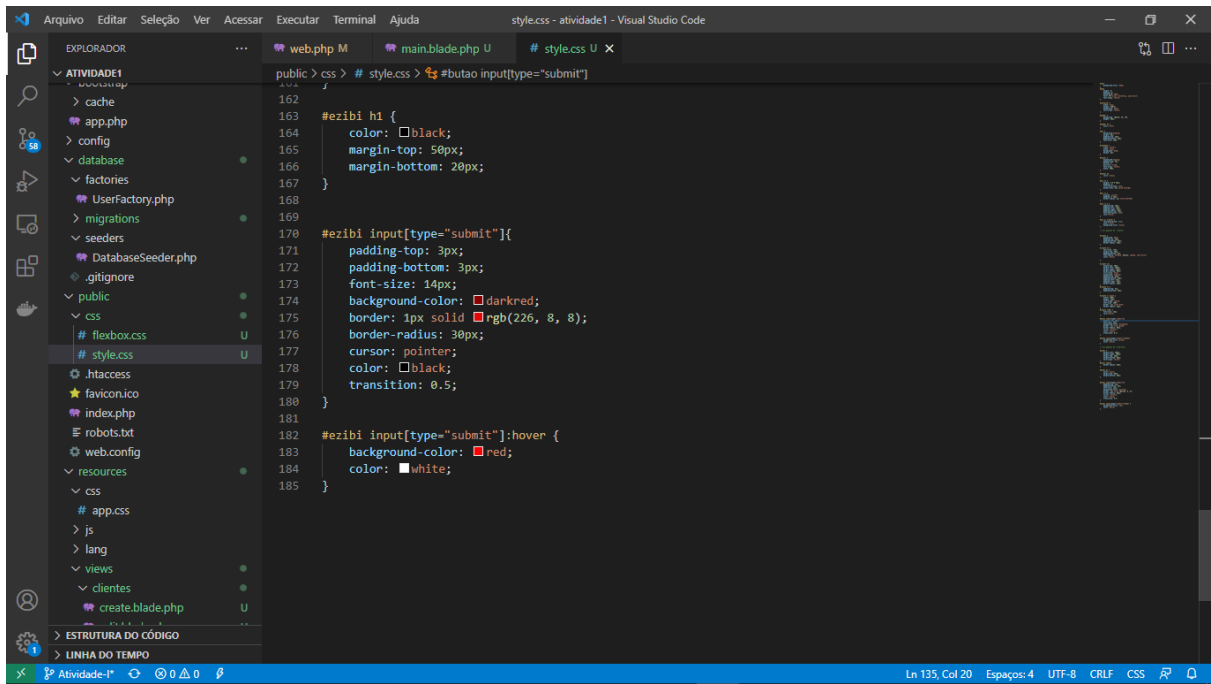 Arquivo Editar Seleção Ver Acessar Executar Terminal Ajuda style.css - atividade1 - Visual Studio Code
EXPLORADOR ...
web.php M main.blade.php U # style.css U
ATIVIDADE1
public > css > # style.css > #butao input[type="submit"]
bootstrap
cache
app.php
config
database
factories
UserFactory.php
migrations
seeders
DatabaseSeeder.php
.gitignore
public
css
# flexbox.css U
# style.css U
.htaccess
favicon.ico
index.php
robots.txt
web.config
resources
css
# app.css
js
lang
views
clientes
create.blade.php U
ESTRUTURA DO CÓDIGO
LINHA DO TEMPO
58
1
161 }
162
163 #ezibi h1 {
164 color: black;
165 margin-top: 50px;
166 margin-bottom: 20px;
167 }
168
169
170 #ezibi input[type="submit"]{
171 padding-top: 3px;
172 padding-bottom: 3px;
173 font-size: 14px;
174 background-color: darkred;
175 border: 1px solid rgb(226, 8, 8);
176 border-radius: 30px;
177 cursor: pointer;
178 color: black;
179 transition: 0.5;
180 }
181
182 #ezibi input[type="submit"]:hover {
183 background-color: red;
184 color: white;
185 }
Atividade-I* 0 0 Ln 135, Col 20 Espaços: 4 UTF-8 CRLF CSS